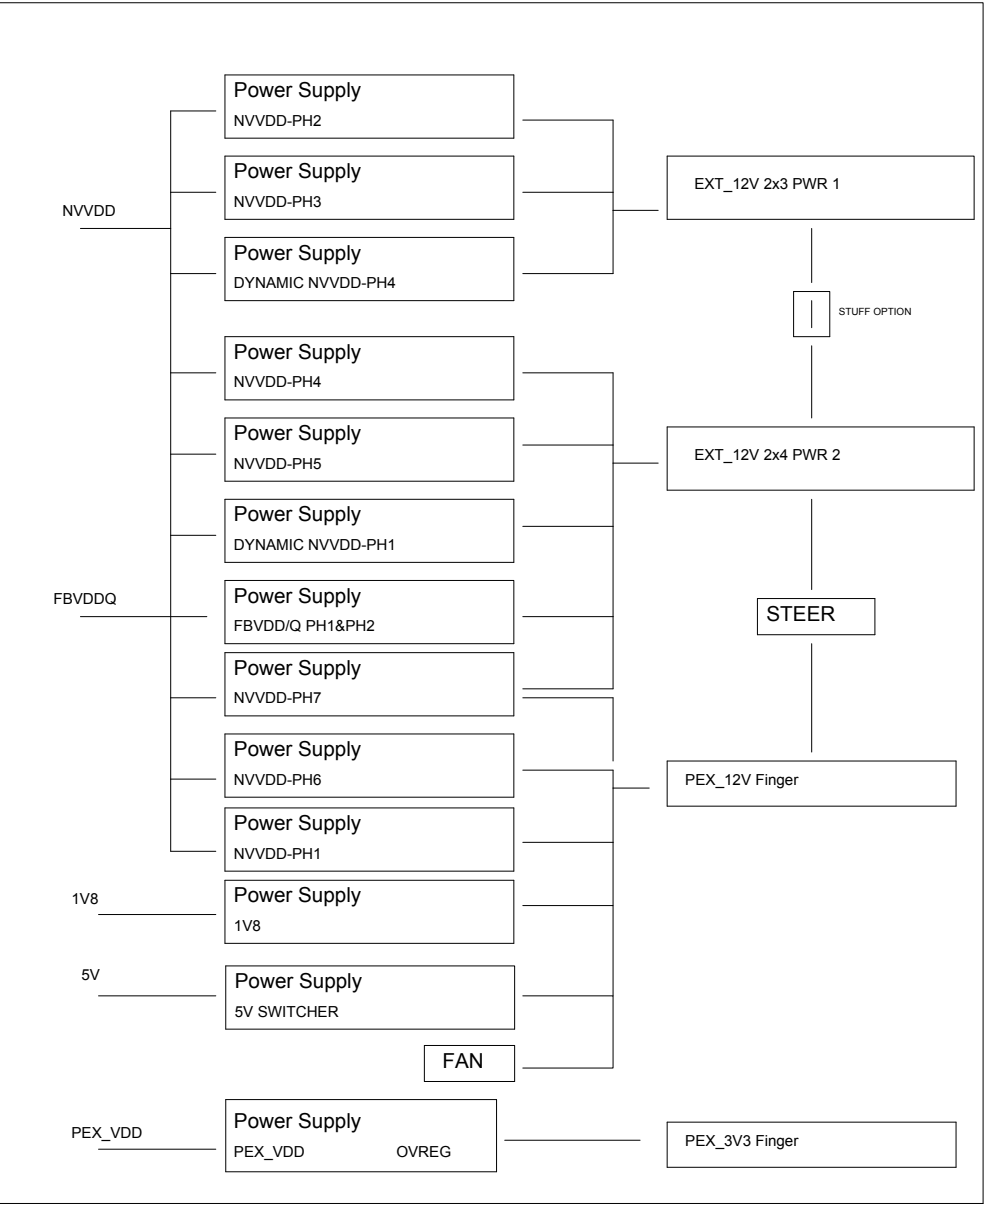 Power Supply
NVVDD-PH2
Power Supply
NVVDD-PH3
EXT_12V 2x3 PWR 1
NVVDD
Power Supply
DYNAMIC NVVDD-PH4
STUFF OPTION
Power Supply
NVVDD-PH4
Power Supply
NVVDD-PH5
EXT_12V 2x4 PWR 2
Power Supply
DYNAMIC NVVDD-PH1
FBVDDQ
Power Supply
FBVDD/Q PH1&PH2
STEER
Power Supply
NVVDD-PH7
Power Supply
NVVDD-PH6
PEX_12V Finger
Power Supply
NVVDD-PH1
1V8
Power Supply
1V8
5V
Power Supply
5V SWITCHER
FAN
PEX_VDD
Power Supply
PEX_VDD OVREG
PEX_3V3 Finger